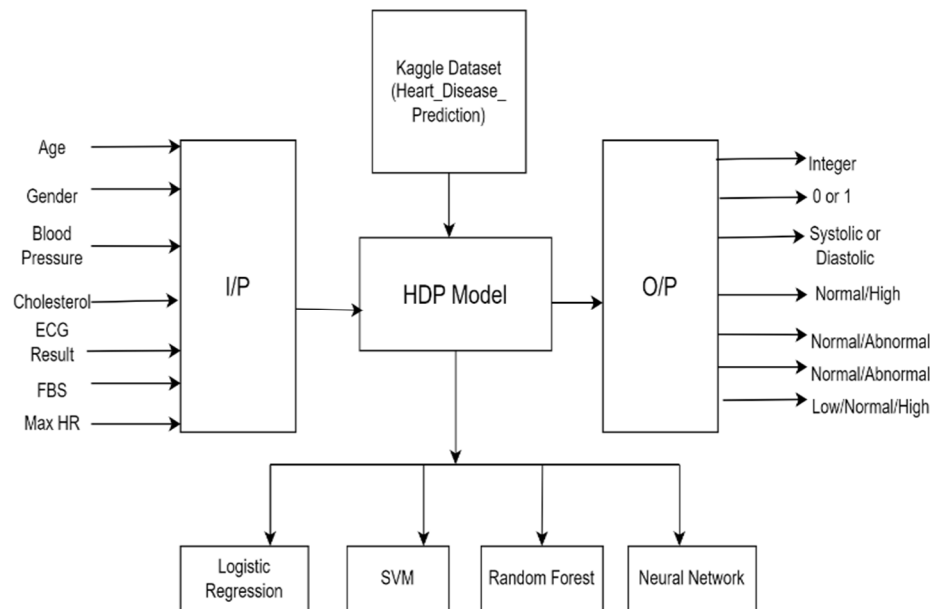 Kaggle Dataset
(Heart_Disease_
Prediction)
Age
Gender
Blood
Pressure
Cholesterol
ECG
Result
FBS
Max HR
I/P
HDP Model
O/P
Integer
0 or 1
Systolic or
Diastolic
Normal/High
Normal/Abnormal
Normal/Abnormal
Low/Normal/High
Logistic
Regression
SVM
Random Forest
Neural Network